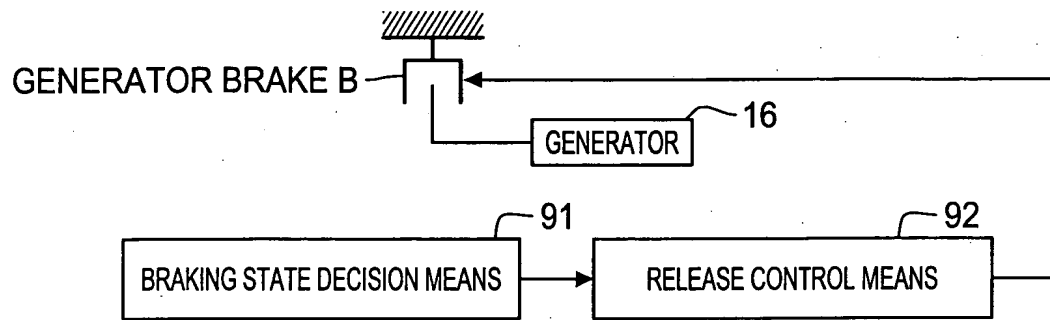 GENERATOR BRAKE B
16
GENERATOR
91
92
BRAKING STATE DECISION MEANS
RELEASE CONTROL MEANS